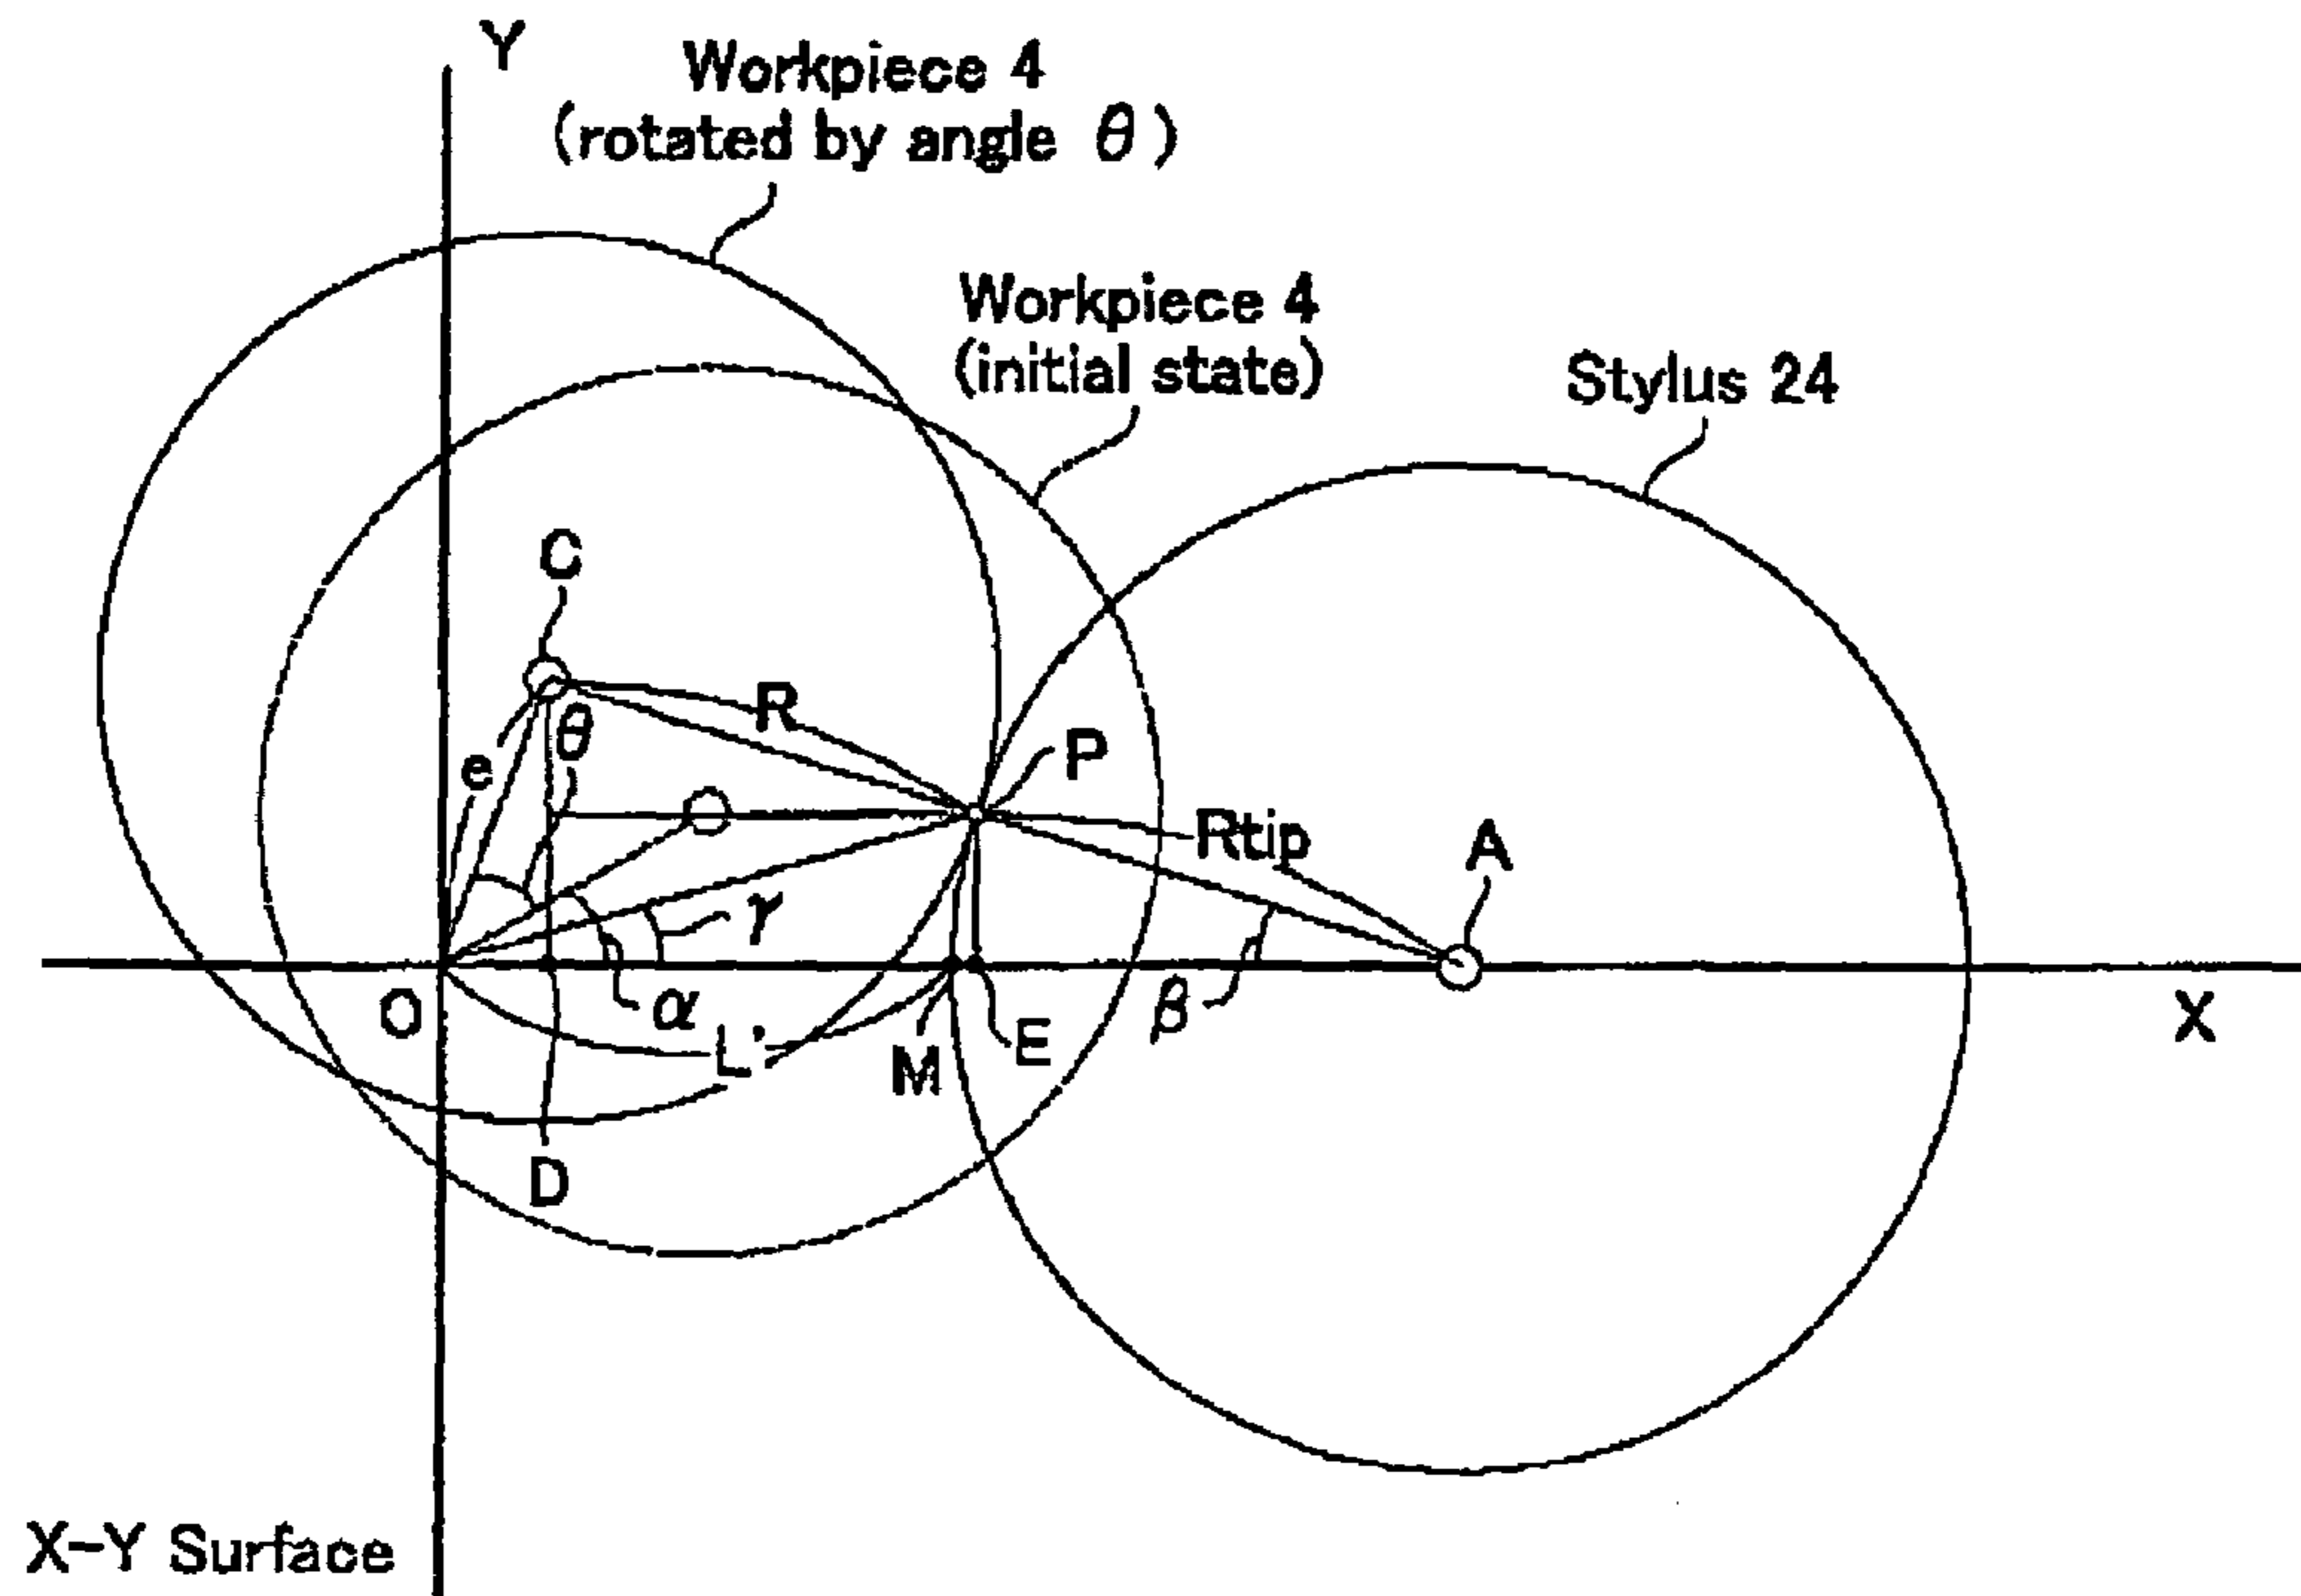 Y
Workpiece 4
(rotated by angle θ)
Workpiece 4
(initial state)
Stylus 24
C
R
θ
e
P
Rtip
A
γ
O
α
L'
M
E
β
X
D
X-Y Surface